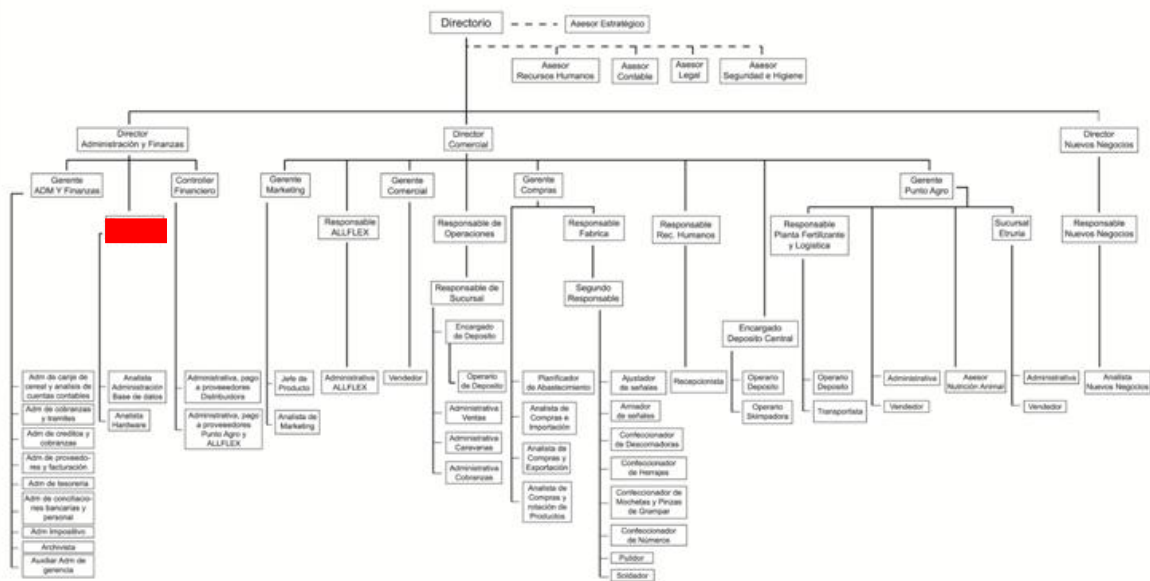 Directorio
Asesor Estratégico
Asesor
Recursos Humanos
Asesor
Contable
Asesor
Legal
Asesor
Seguridad e Higiene
Director
Administración y Finanzas
Director
Comercial
Director
Nuevos Negocios
Gerente
ADM Y Finanzas
Controller
Financiero
Gerente
Marketing
Gerente
Comercial
Gerente
Compras
Gerente
Punto Agro
Responsable
ALLFLEX
Responsable de
Operaciones
Responsable
Fabrica
Responsable
Rec. Humanos
Responsable
Planta Fertilizante
y Logistica
Sucursal
Etruria
Responsable
Nuevos Negocios
Responsable de
Sucursal
Segundo
Responsable
Encargado
de Deposito
Encargado
Deposito Central
Adm de canje de
cereal y analisis de
cuentas contables
Adm de cobranzas
y tramites
Adm de creditos y
cobranzas
Adm de proveedo-
res y facturación
Adm de tesoreria
Adm de conciliacio-
nes bancarias y
personal
Adm Impositivo
Archivista
Auxiliar Adm de
gerencia
Analista
Administración
Base de datos
Analista
Hardware
Administrativa, pago
a proveedores
Distribuidora
Administrativa, pago
a proveedores
Punto Agro y
ALLFLEX
Jefe de
Producto
Analista de
Marketing
Administrativa
ALLFLEX
Vendedor
Operario
de Deposito
Administrativa
Ventas
Administrativa
Caravanas
Administrativa
Cobranzas
Planificador
de Abastecimiento
Analista de
Compras e
Importación
Analista de
Compras y
Exportación
Analista de
Compras y
rotación de
Productos
Ajustador
de señales
Armador
de señales
Confeccionador
de Descornadoras
Confeccionador
de Herrajes
Confeccionador de
Mochetas y Pinzas
de Grampar
Confeccionador
de Números
Pulidor
Soldador
Recepcionista
Operario
Deposito
Operario
Skimpadora
Operario
Deposito
Transportista
Administrativa
Vendedor
Asesor
Nutrición Animal
Administrativa
Vendedor
Analista
Nuevos Negocios